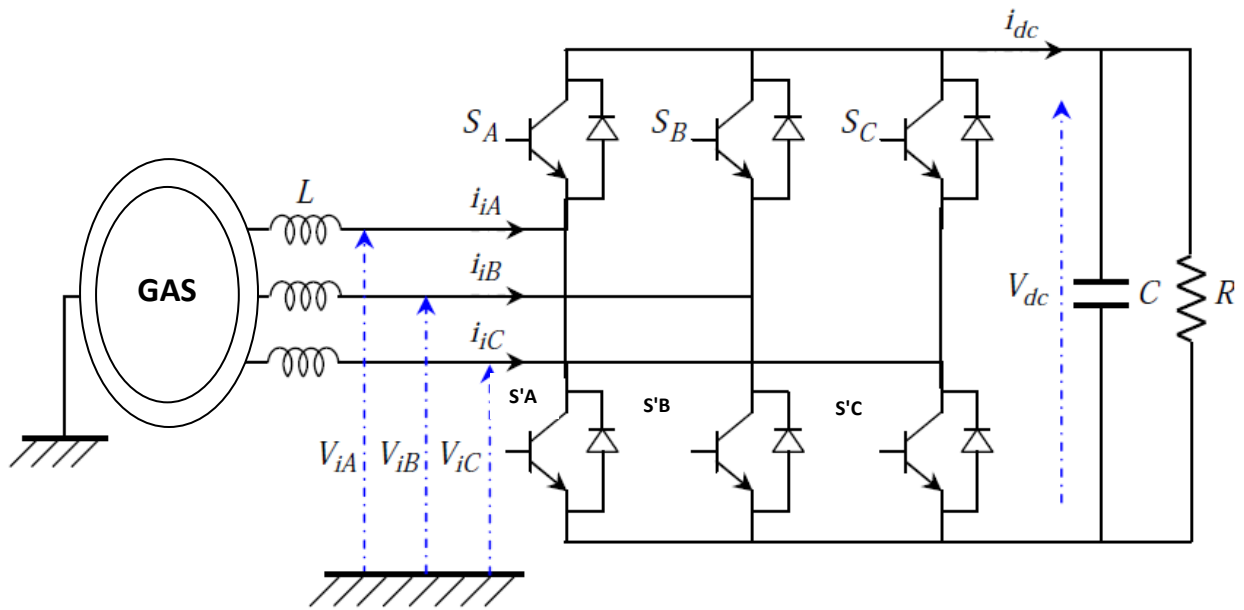 i_dc
S_A
S_B
S_C
L
i_iA
GAS
i_iB
V_dc
C
R
i_iC
S'A
S'B
S'C
V_iA
V_iB
V_iC